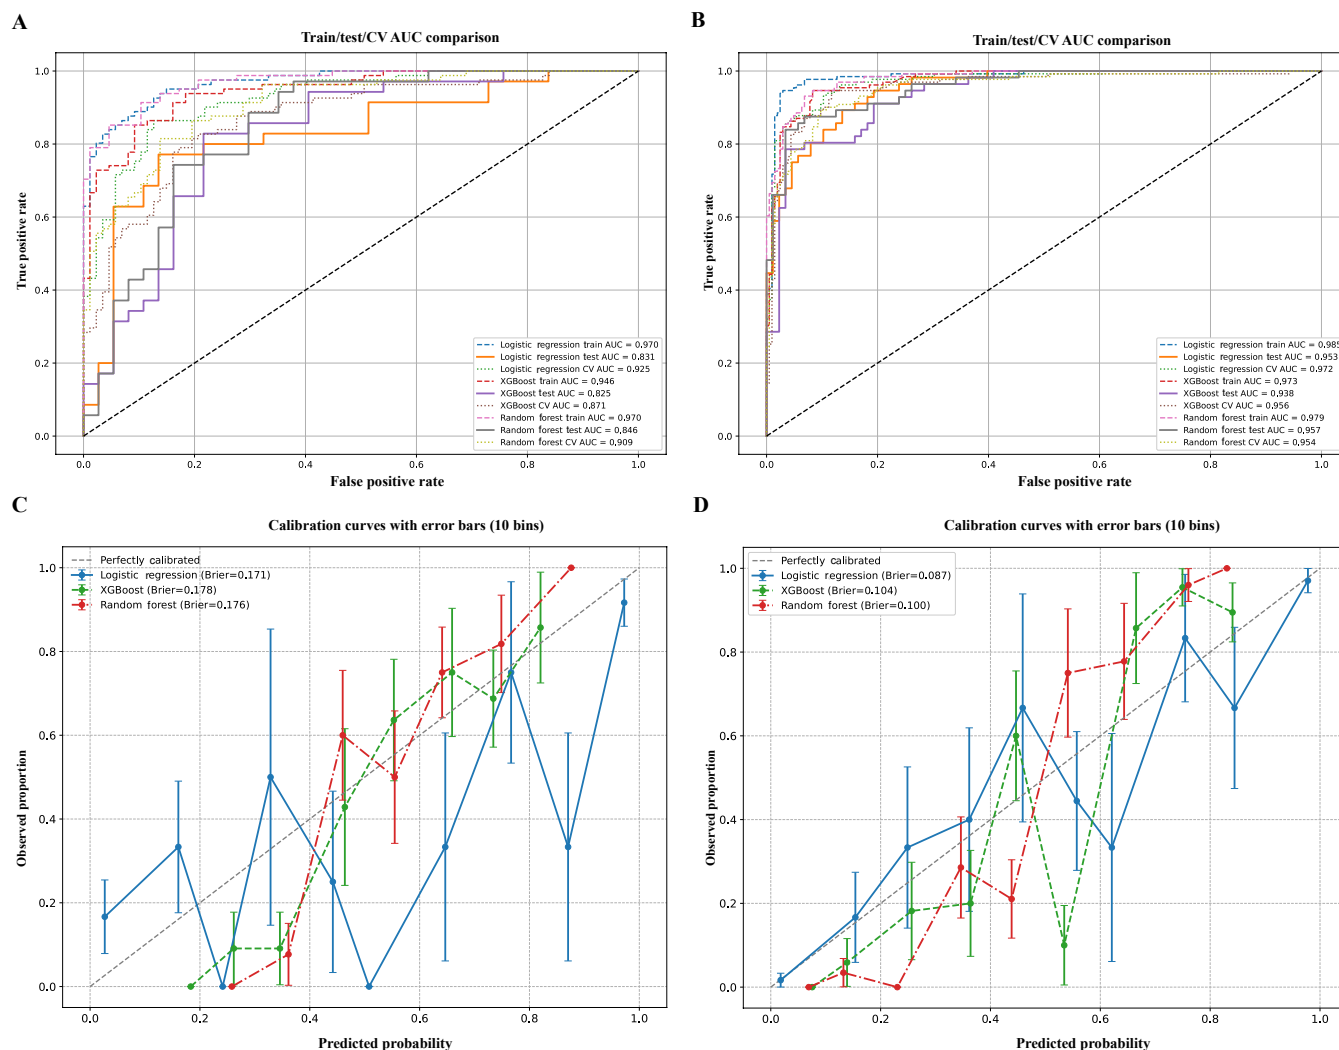 A
Train/test/CV AUC comparison
1.0
0.8
0.6
0.4
0.2
0.0
True positive rate
Logistic regression train AUC = 0.970
Logistic regression test AUC = 0.831
Logistic regression CV AUC = 0.925
XGBoost train AUC = 0.946
XGBoost test AUC = 0.825
XGBoost CV AUC = 0.871
Random forest train AUC = 0.970
Random forest test AUC = 0.846
Random forest CV AUC = 0.909
0.0 0.2 0.4 0.6 0.8 1.0
False positive rate
B
Train/test/CV AUC comparison
1.0
0.8
0.6
0.4
0.2
0.0
True positive rate
Logistic regression train AUC = 0.985
Logistic regression test AUC = 0.953
Logistic regression CV AUC = 0.972
XGBoost train AUC = 0.973
XGBoost test AUC = 0.938
XGBoost CV AUC = 0.956
Random forest train AUC = 0.979
Random forest test AUC = 0.957
Random forest CV AUC = 0.954
0.0 0.2 0.4 0.6 0.8 1.0
False positive rate
C
Calibration curves with error bars (10 bins)
Perfectly calibrated
Logistic regression (Brier=0.171)
XGBoost (Brier=0.178)
Random forest (Brier=0.176)
1.0
0.8
0.6
0.4
0.2
0.0
Observed proportion
0.0 0.2 0.4 0.6 0.8 1.0
Predicted probability
D
Calibration curves with error bars (10 bins)
Perfectly calibrated
Logistic regression (Brier=0.087)
XGBoost (Brier=0.104)
Random forest (Brier=0.100)
1.0
0.8
0.6
0.4
0.2
0.0
Observed proportion
0.0 0.2 0.4 0.6 0.8 1.0
Predicted probability